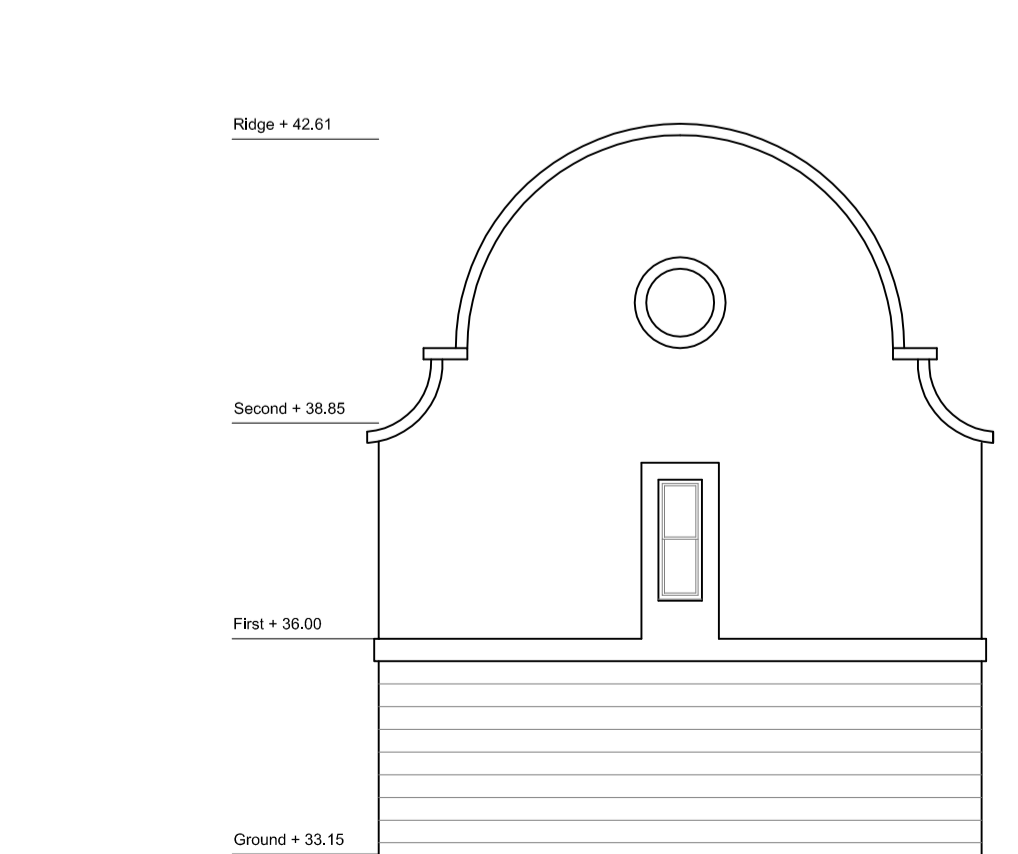 Ridge + 42.61
Second + 38.85
First + 36.00
Ground + 33.15